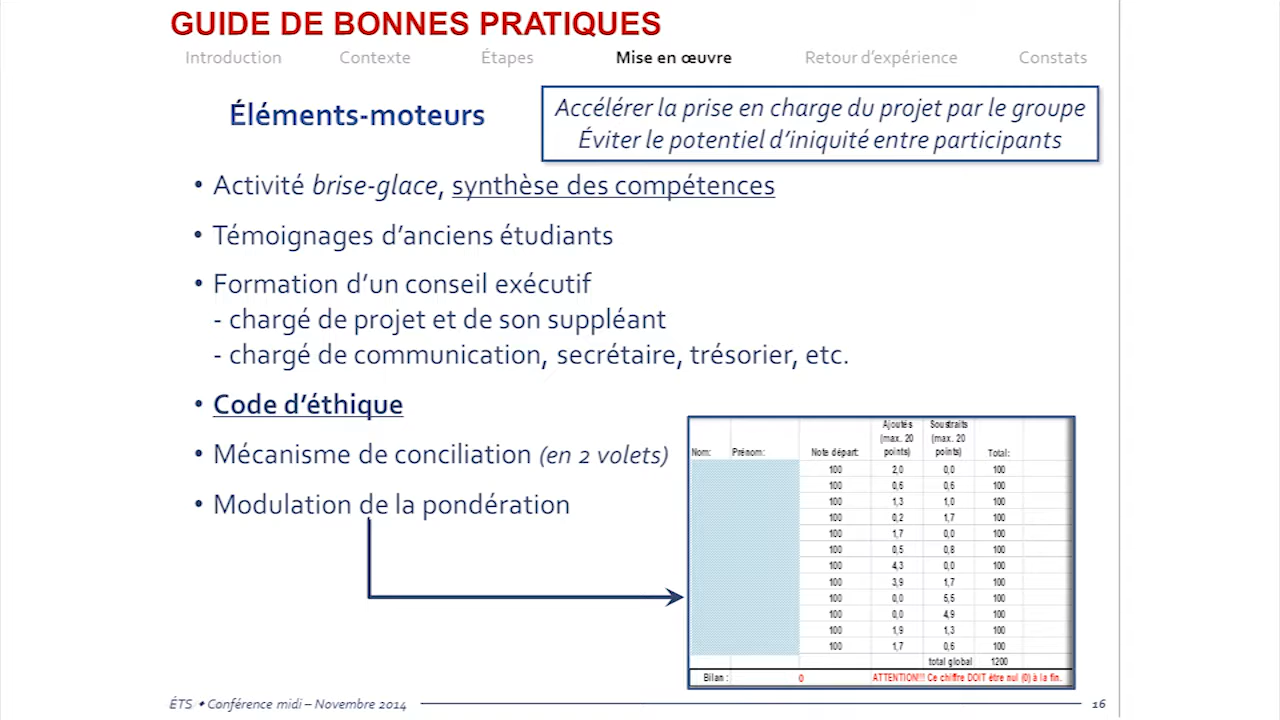 GUIDE DE BONNES PRATIQUES
Introduction Contexte Étapes Mise en œuvre Retour d'expérience Constats
Éléments-moteurs
Accélérer la prise en charge du projet par le groupe
Éviter le potentiel d'iniquité entre participants
• Activité brise-glace, synthèse des compétences
• Témoignages d'anciens étudiants
• Formation d'un conseil exécutif
- chargé de projet et de son suppléant
- chargé de communication, secrétaire, trésorier, etc.
• Code d'éthique
• Mécanisme de conciliation (en 2 volets)
• Modulation de la pondération
Ajoutés Soustraits
(max. 20 (max. 20
Nom: Prénom: Note départ: points) points) Total:
100 2,0 0,0 100
100 0,6 0,6 100
100 1,3 1,0 100
100 0,2 1,7 100
100 1,7 0,0 100
100 0,5 0,8 100
100 4,3 0,0 100
100 3,9 1,7 100
100 0,0 5,5 100
100 0,0 4,9 100
100 1,9 1,3 100
100 1,7 0,6 100
total global 1200
Bilan : 0 ATTENTION!!! Ce chiffre DOIT être nul (0) à la fin.
ÉTS • Conférence midi – Novembre 2014 16